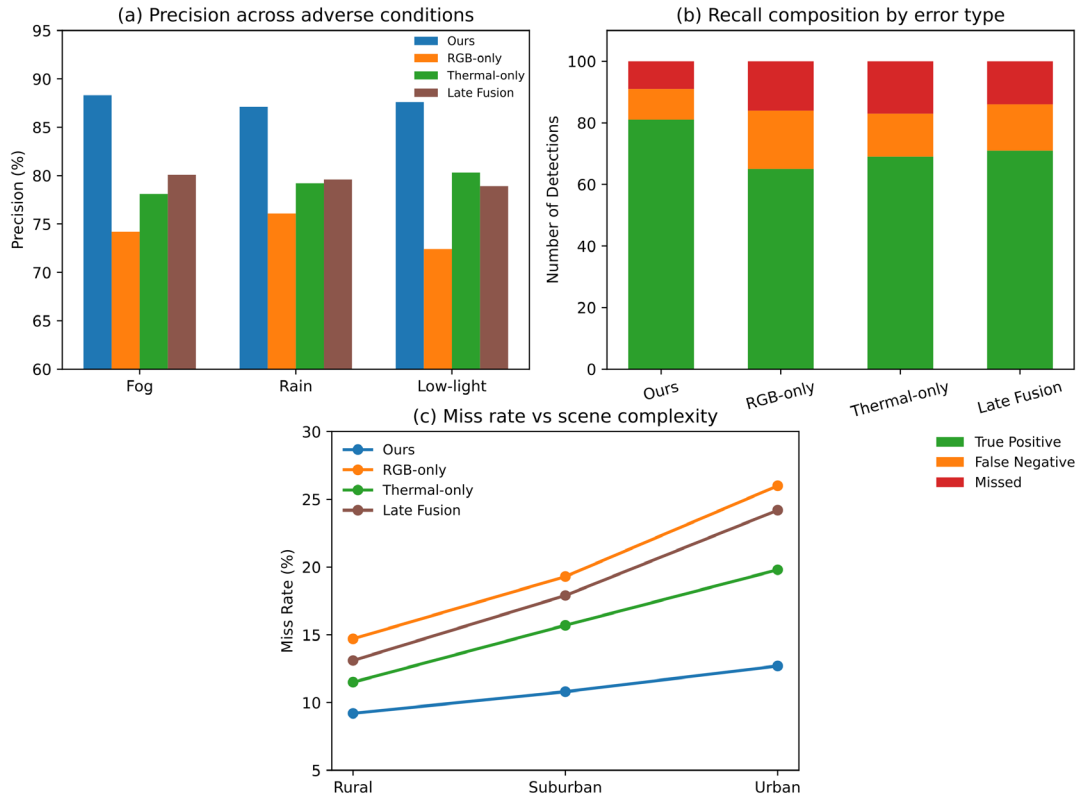 (a) Precision across adverse conditions
95
90
85
80
75
70
65
60
Precision (%)
Ours
RGB-only
Thermal-only
Late Fusion
Fog
Rain
Low-light
(b) Recall composition by error type
100
80
60
40
20
0
Number of Detections
Ours
RGB-only
Thermal-only
Late Fusion
True Positive
False Negative
Missed
(c) Miss rate vs scene complexity
30
25
20
15
10
5
Miss Rate (%)
Ours
RGB-only
Thermal-only
Late Fusion
Rural
Suburban
Urban